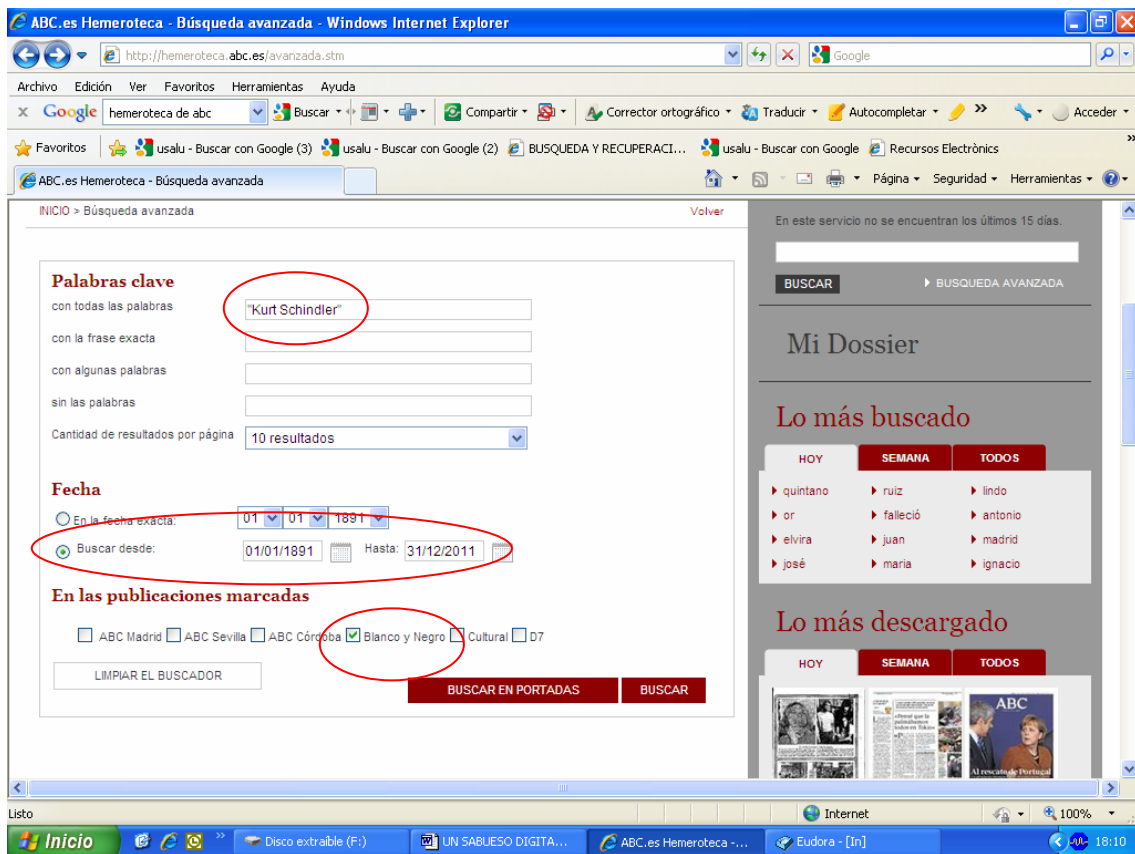 ABC.es Hemeroteca - Búsqueda avanzada - Windows Internet Explorer
http://hemeroteca.abc.es/avanzada.stm
Google
Archivo Edición Ver Favoritos Herramientas Ayuda
x Google hemeroteca de abc Buscar Compartir Corrector ortográfico Traducir Autocompletar » Acceder
Favoritos usalu - Buscar con Google (3) usalu - Buscar con Google (2) BUSQUEDA Y RECUPERACI... usalu - Buscar con Google Recursos Electrònics »
ABC.es Hemeroteca - Búsqueda avanzada Página Seguridad Herramientas
INICIO > Búsqueda avanzada Volver
Palabras clave
con todas las palabras "Kurt Schindler"
con la frase exacta
con algunas palabras
sin las palabras
Cantidad de resultados por página 10 resultados
Fecha
En la fecha exacta: 01 01 1891
Buscar desde: 01/01/1891 Hasta: 31/12/2011
En las publicaciones marcadas
ABC Madrid ABC Sevilla ABC Córdoba Blanco y Negro Cultural D7
LIMPIAR EL BUSCADOR
BUSCAR EN PORTADAS BUSCAR
En este servicio no se encuentran los últimos 15 días.
BUSCAR BUSQUEDA AVANZADA
Mi Dossier
Lo más buscado
HOY SEMANA TODOS
quintano ruiz lindo
or falleció antonio
elvira juan madrid
josé maria ignacio
Lo más descargado
HOY SEMANA TODOS
ABC
Al rescate de Portugal
Listo Internet 100%
Inicio » Disco extraíble (F:) UN SABUESO DIGITA... ABC.es Hemeroteca -... Eudora - [In] 18:10